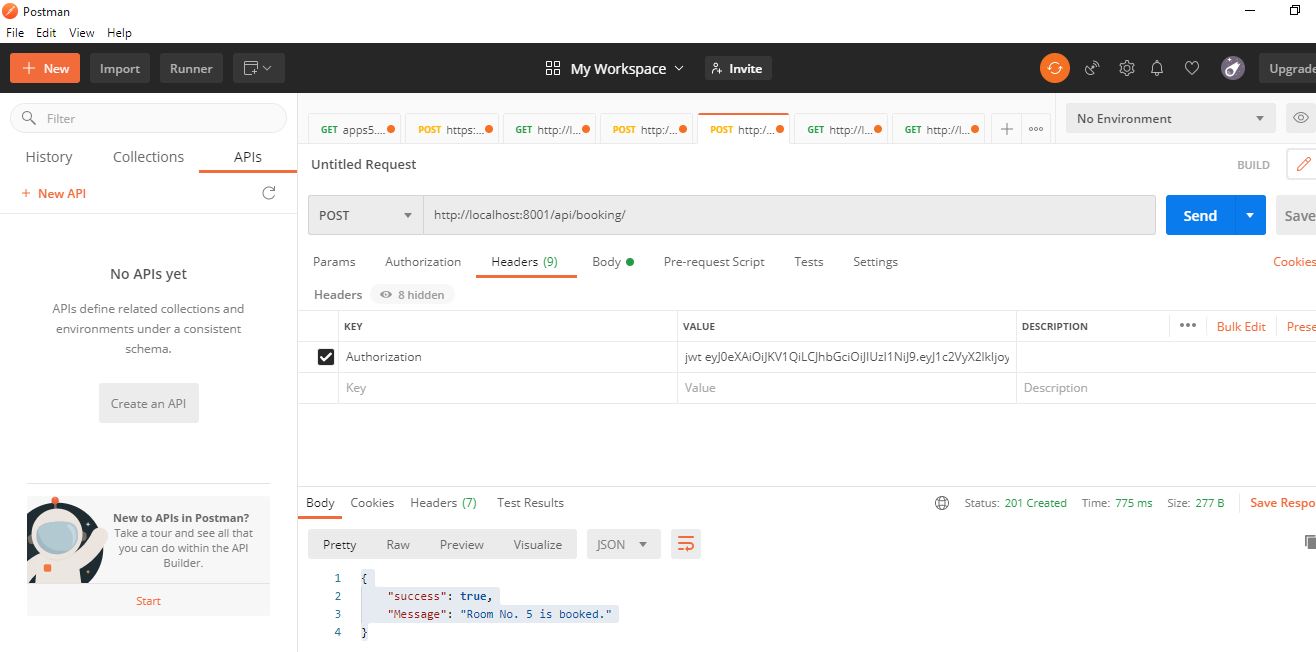 Postman
File Edit View Help
+ New Import Runner My Workspace Invite Upgrade
Filter
History Collections APIs
+ New API
No APIs yet
APIs define related collections and
environments under a consistent
schema.
Create an API
New to APIs in Postman?
Take a tour and see all that
you can do within the API
Builder.
Start
GET apps5.... POST https:... GET http://l... POST http:/... POST http:/... GET http://l... GET http://l... + ooo
No Environment
Untitled Request BUILD
POST http://localhost:8001/api/booking/ Send Save
Params Authorization Headers (9) Body Pre-request Script Tests Settings Cookies
Headers 8 hidden
KEY VALUE DESCRIPTION ••• Bulk Edit Prese
Authorization jwt eyJ0eXAiOiJKV1QiLCJhbGciOiJIUzI1NiJ9.eyJ1c2VyX2lkIjoy
Key Value Description
Body Cookies Headers (7) Test Results Status: 201 Created Time: 775 ms Size: 277 B Save Respo
Pretty Raw Preview Visualize JSON
1 {
2 "success": true,
3 "Message": "Room No. 5 is booked."
4 }